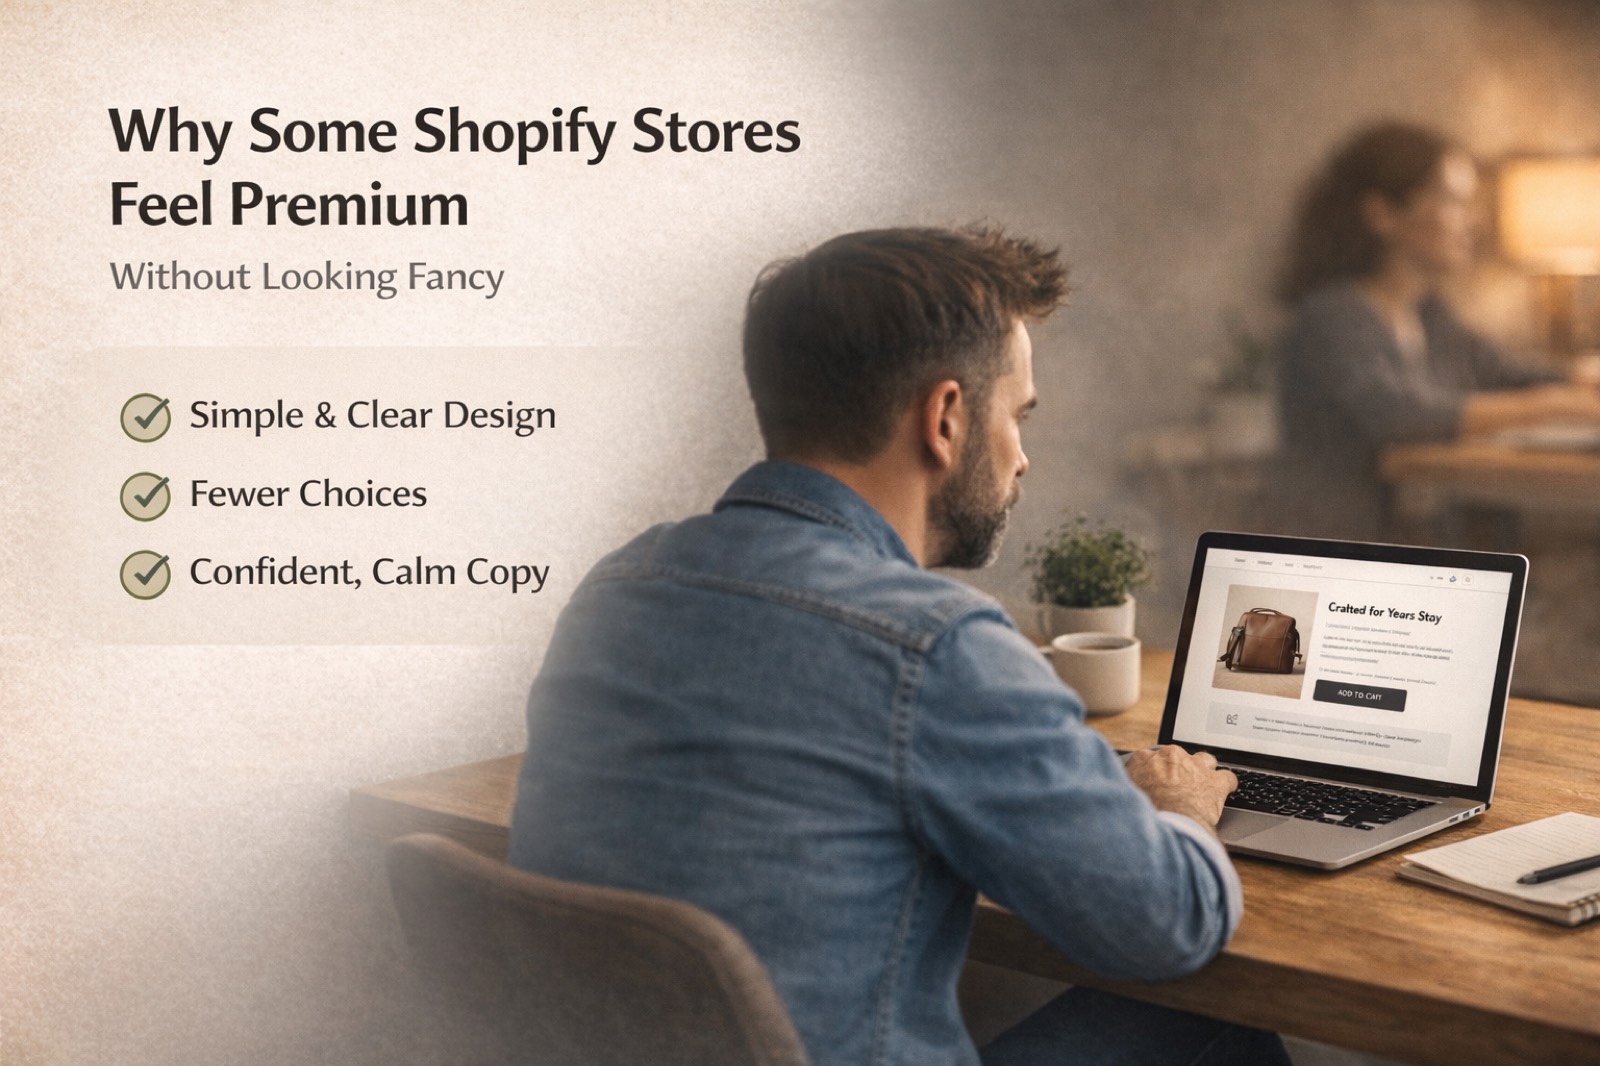 Why Some Shopify Stores
Feel Premium
Without Looking Fancy
Simple & Clear Design
Fewer Choices
Confident, Calm Copy
Crafted for Years Stay
ADD TO CART